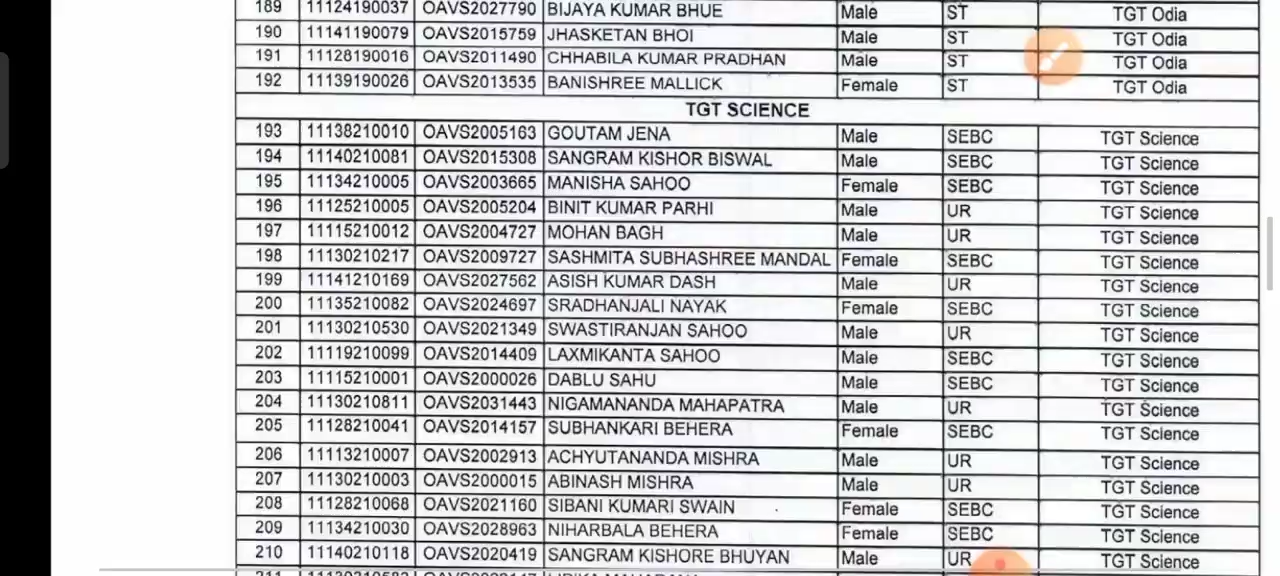 189 11124190037 OAVS2027790 BIJAYA KUMAR BHUE Male ST TGT Odia
190 11141190079 OAVS2015759 JHASKETAN BHOI Male ST TGT Odia
191 11128190016 OAVS2011490 CHHABILA KUMAR PRADHAN Male ST TGT Odia
192 11139190026 OAVS2013535 BANISHREE MALLICK Female ST TGT Odia
TGT SCIENCE
193 11138210010 OAVS2005163 GOUTAM JENA Male SEBC TGT Science
194 11140210081 OAVS2015308 SANGRAM KISHOR BISWAL Male SEBC TGT Science
195 11134210005 OAVS2003665 MANISHA SAHOO Female SEBC TGT Science
196 11125210005 OAVS2005204 BINIT KUMAR PARHI Male UR TGT Science
197 11115210012 OAVS2004727 MOHAN BAGH Male UR TGT Science
198 11130210217 OAVS2009727 SASHMITA SUBHASHREE MANDAL Female SEBC TGT Science
199 11141210169 OAVS2027562 ASISH KUMAR DASH Male UR TGT Science
200 11135210082 OAVS2024697 SRADHANJALI NAYAK Female SEBC TGT Science
201 11130210530 OAVS2021349 SWASTIRANJAN SAHOO Male UR TGT Science
202 11119210099 OAVS2014409 LAXMIKANTA SAHOO Male SEBC TGT Science
203 11115210001 OAVS2000026 DABLU SAHU Male SEBC TGT Science
204 11130210811 OAVS2031443 NIGAMANANDA MAHAPATRA Male UR TGT Science
205 11128210041 OAVS2014157 SUBHANKARI BEHERA Female SEBC TGT Science
206 11113210007 OAVS2002913 ACHYUTANANDA MISHRA Male UR TGT Science
207 11130210003 OAVS2000015 ABINASH MISHRA Male UR TGT Science
208 11128210068 OAVS2021160 SIBANI KUMARI SWAIN Female SEBC TGT Science
209 11134210030 OAVS2028963 NIHARBALA BEHERA Female SEBC TGT Science
210 11140210118 OAVS2020419 SANGRAM KISHORE BHUYAN Male UR TGT Science